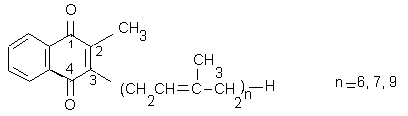 O
1
CH3
2
4
3
CH3
(CH2CH=C–CH2)n–H
O
n=6, 7, 9